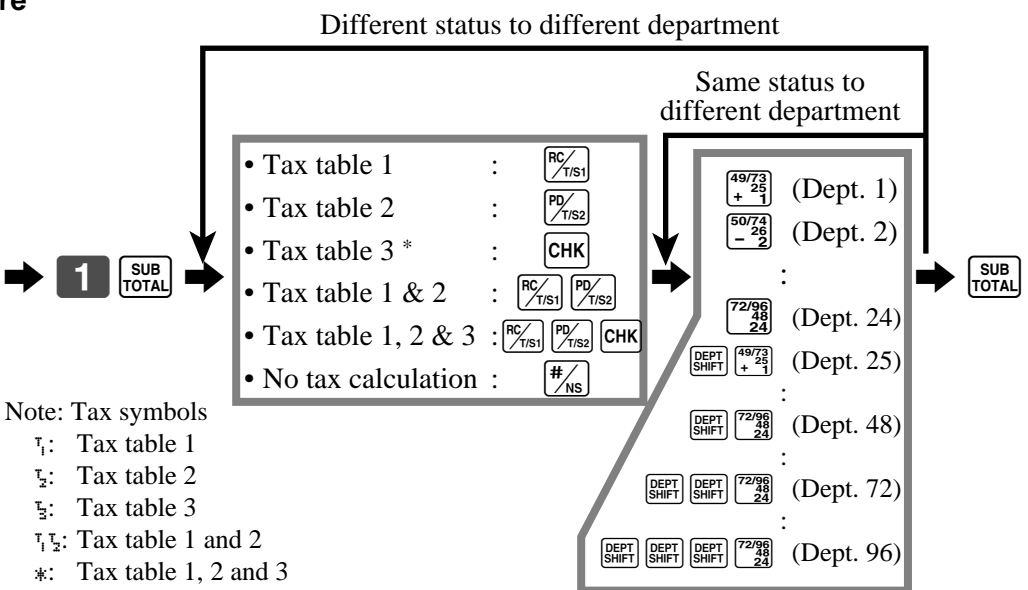 re
Different status to different department
Same status to
different department
• Tax table 1 : RC/T/S1
• Tax table 2 : PD/T/S2
• Tax table 3 * : CHK
• Tax table 1 & 2 : RC/T/S1 PD/T/S2
• Tax table 1, 2 & 3 : RC/T/S1 PD/T/S2 CHK
• No tax calculation : #/NS
1 SUB TOTAL
49/73 25 + 1 (Dept. 1)
50/74 26 − 2 (Dept. 2)
:
72/96 48 24 (Dept. 24)
DEPT SHIFT 49/73 25 + 1 (Dept. 25)
:
DEPT SHIFT 72/96 48 24 (Dept. 48)
:
DEPT SHIFT DEPT SHIFT 72/96 48 24 (Dept. 72)
:
DEPT SHIFT DEPT SHIFT DEPT SHIFT 72/96 48 24 (Dept. 96)
SUB TOTAL
Note: Tax symbols
T1: Tax table 1
T2: Tax table 2
T3: Tax table 3
T1T2: Tax table 1 and 2
*: Tax table 1, 2 and 3